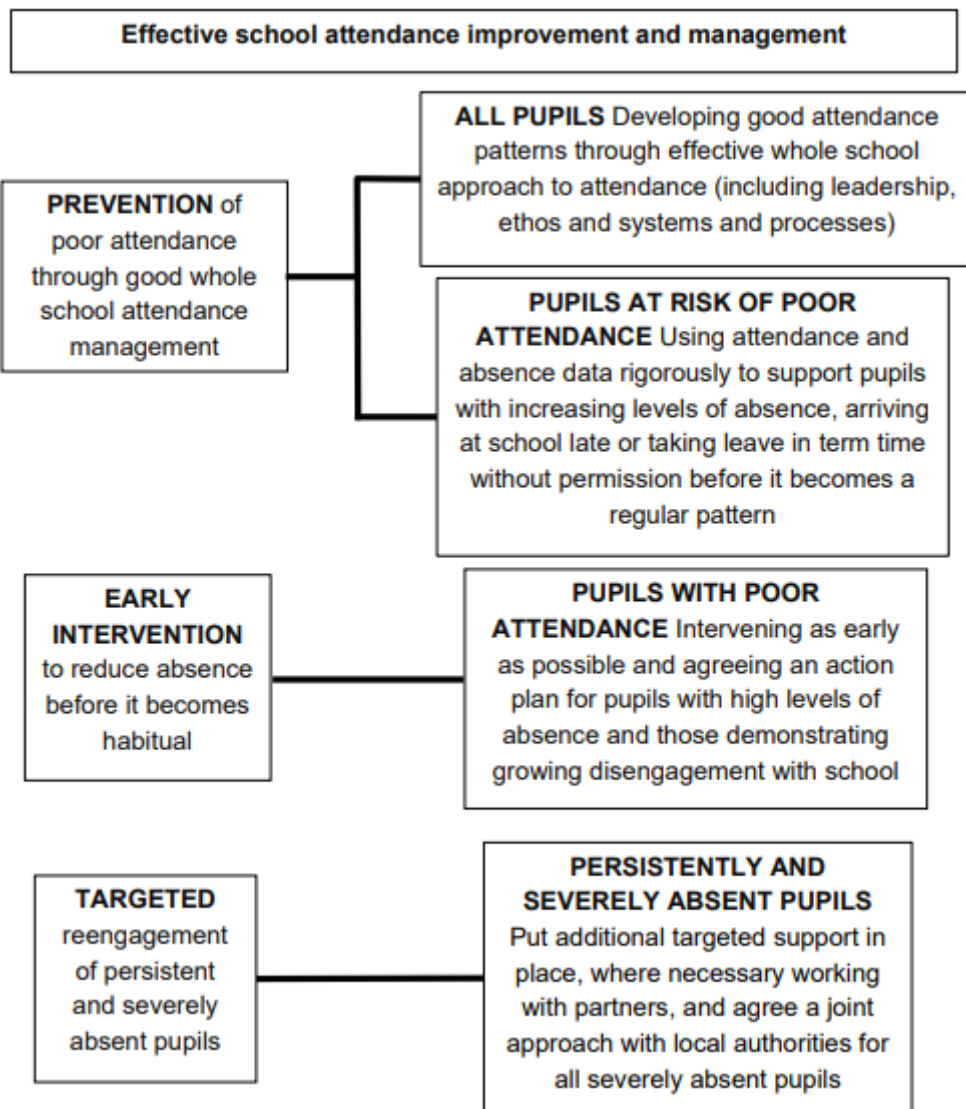 Effective school attendance improvement and management
PREVENTION of
poor attendance
through good whole
school attendance
management
ALL PUPILS Developing good attendance
patterns through effective whole school
approach to attendance (including leadership,
ethos and systems and processes)
PUPILS AT RISK OF POOR
ATTENDANCE Using attendance and
absence data rigorously to support pupils
with increasing levels of absence, arriving
at school late or taking leave in term time
without permission before it becomes a
regular pattern
EARLY
INTERVENTION
to reduce absence
before it becomes
habitual
PUPILS WITH POOR
ATTENDANCE Intervening as early
as possible and agreeing an action
plan for pupils with high levels of
absence and those demonstrating
growing disengagement with school
TARGETED
reengagement
of persistent
and severely
absent pupils
PERSISTENTLY AND
SEVERELY ABSENT PUPILS
Put additional targeted support in
place, where necessary working
with partners, and agree a joint
approach with local authorities for
all severely absent pupils